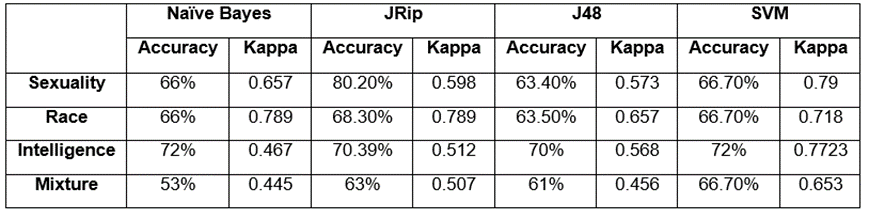 Naïve Bayes JRip J48 SVM
Accuracy Kappa Accuracy Kappa Accuracy Kappa Accuracy Kappa
Sexuality 66% 0.657 80.20% 0.598 63.40% 0.573 66.70% 0.79
Race 66% 0.789 68.30% 0.789 63.50% 0.657 66.70% 0.718
Intelligence 72% 0.467 70.39% 0.512 70% 0.568 72% 0.7723
Mixture 53% 0.445 63% 0.507 61% 0.456 66.70% 0.653